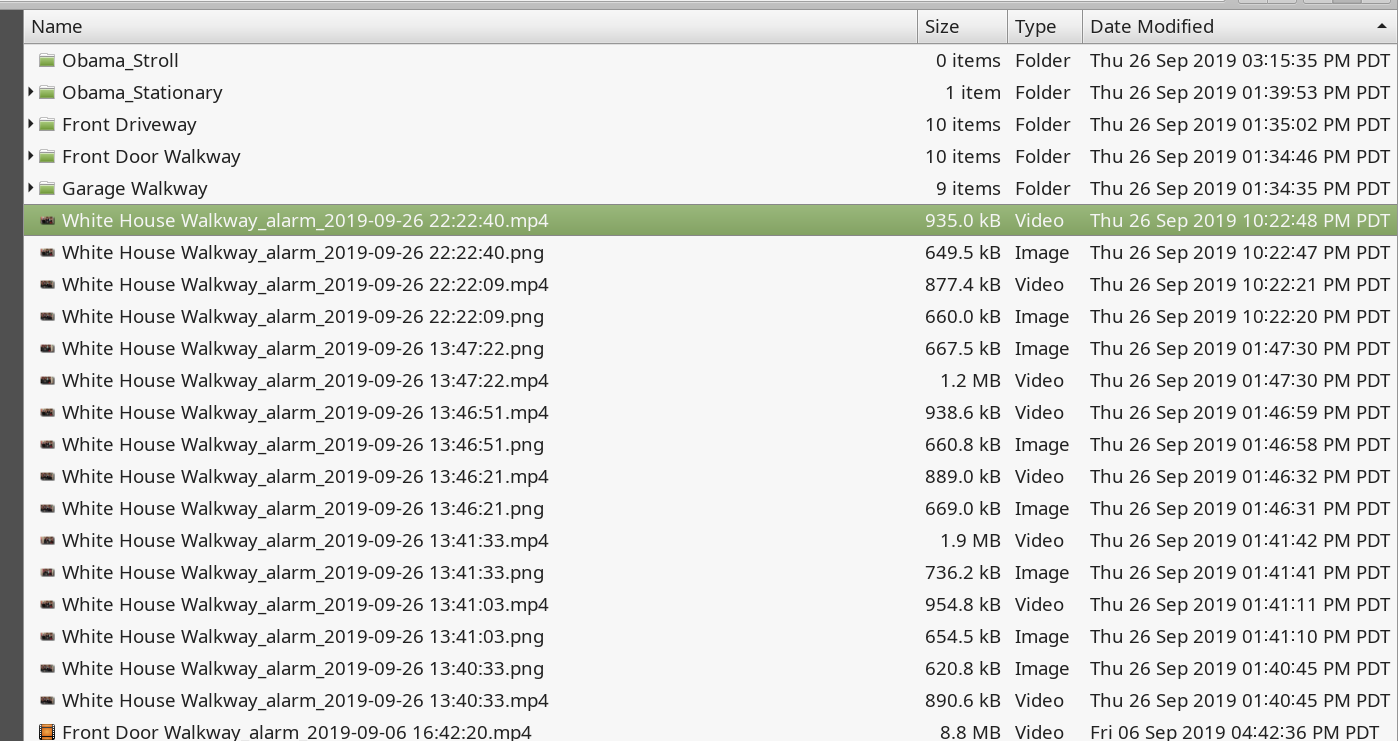 Name Size Type Date Modified
Obama_Stroll 0 items Folder Thu 26 Sep 2019 03:15:35 PM PDT
Obama_Stationary 1 item Folder Thu 26 Sep 2019 01:39:53 PM PDT
Front Driveway 10 items Folder Thu 26 Sep 2019 01:35:02 PM PDT
Front Door Walkway 10 items Folder Thu 26 Sep 2019 01:34:46 PM PDT
Garage Walkway 9 items Folder Thu 26 Sep 2019 01:34:35 PM PDT
White House Walkway_alarm_2019-09-26 22:22:40.mp4 935.0 kB Video Thu 26 Sep 2019 10:22:48 PM PDT
White House Walkway_alarm_2019-09-26 22:22:40.png 649.5 kB Image Thu 26 Sep 2019 10:22:47 PM PDT
White House Walkway_alarm_2019-09-26 22:22:09.mp4 877.4 kB Video Thu 26 Sep 2019 10:22:21 PM PDT
White House Walkway_alarm_2019-09-26 22:22:09.png 660.0 kB Image Thu 26 Sep 2019 10:22:20 PM PDT
White House Walkway_alarm_2019-09-26 13:47:22.png 667.5 kB Image Thu 26 Sep 2019 01:47:30 PM PDT
White House Walkway_alarm_2019-09-26 13:47:22.mp4 1.2 MB Video Thu 26 Sep 2019 01:47:30 PM PDT
White House Walkway_alarm_2019-09-26 13:46:51.mp4 938.6 kB Video Thu 26 Sep 2019 01:46:59 PM PDT
White House Walkway_alarm_2019-09-26 13:46:51.png 660.8 kB Image Thu 26 Sep 2019 01:46:58 PM PDT
White House Walkway_alarm_2019-09-26 13:46:21.mp4 889.0 kB Video Thu 26 Sep 2019 01:46:32 PM PDT
White House Walkway_alarm_2019-09-26 13:46:21.png 669.0 kB Image Thu 26 Sep 2019 01:46:31 PM PDT
White House Walkway_alarm_2019-09-26 13:41:33.mp4 1.9 MB Video Thu 26 Sep 2019 01:41:42 PM PDT
White House Walkway_alarm_2019-09-26 13:41:33.png 736.2 kB Image Thu 26 Sep 2019 01:41:41 PM PDT
White House Walkway_alarm_2019-09-26 13:41:03.mp4 954.8 kB Video Thu 26 Sep 2019 01:41:11 PM PDT
White House Walkway_alarm_2019-09-26 13:41:03.png 654.5 kB Image Thu 26 Sep 2019 01:41:10 PM PDT
White House Walkway_alarm_2019-09-26 13:40:33.png 620.8 kB Image Thu 26 Sep 2019 01:40:45 PM PDT
White House Walkway_alarm_2019-09-26 13:40:33.mp4 890.6 kB Video Thu 26 Sep 2019 01:40:45 PM PDT
Front Door Walkway_alarm_2019-09-06 16:42:20.mp4 8.8 MB Video Fri 06 Sep 2019 04:42:36 PM PDT